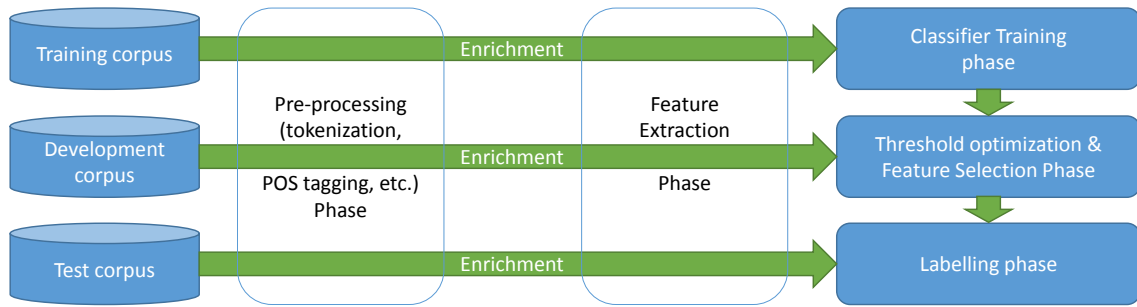 Training corpus
Enrichment
Classifier Training
phase
Pre-processing
(tokenization,
POS tagging, etc.)
Phase
Feature
Extraction
Phase
Development
corpus
Enrichment
Threshold optimization &
Feature Selection Phase
Test corpus
Enrichment
Labelling phase